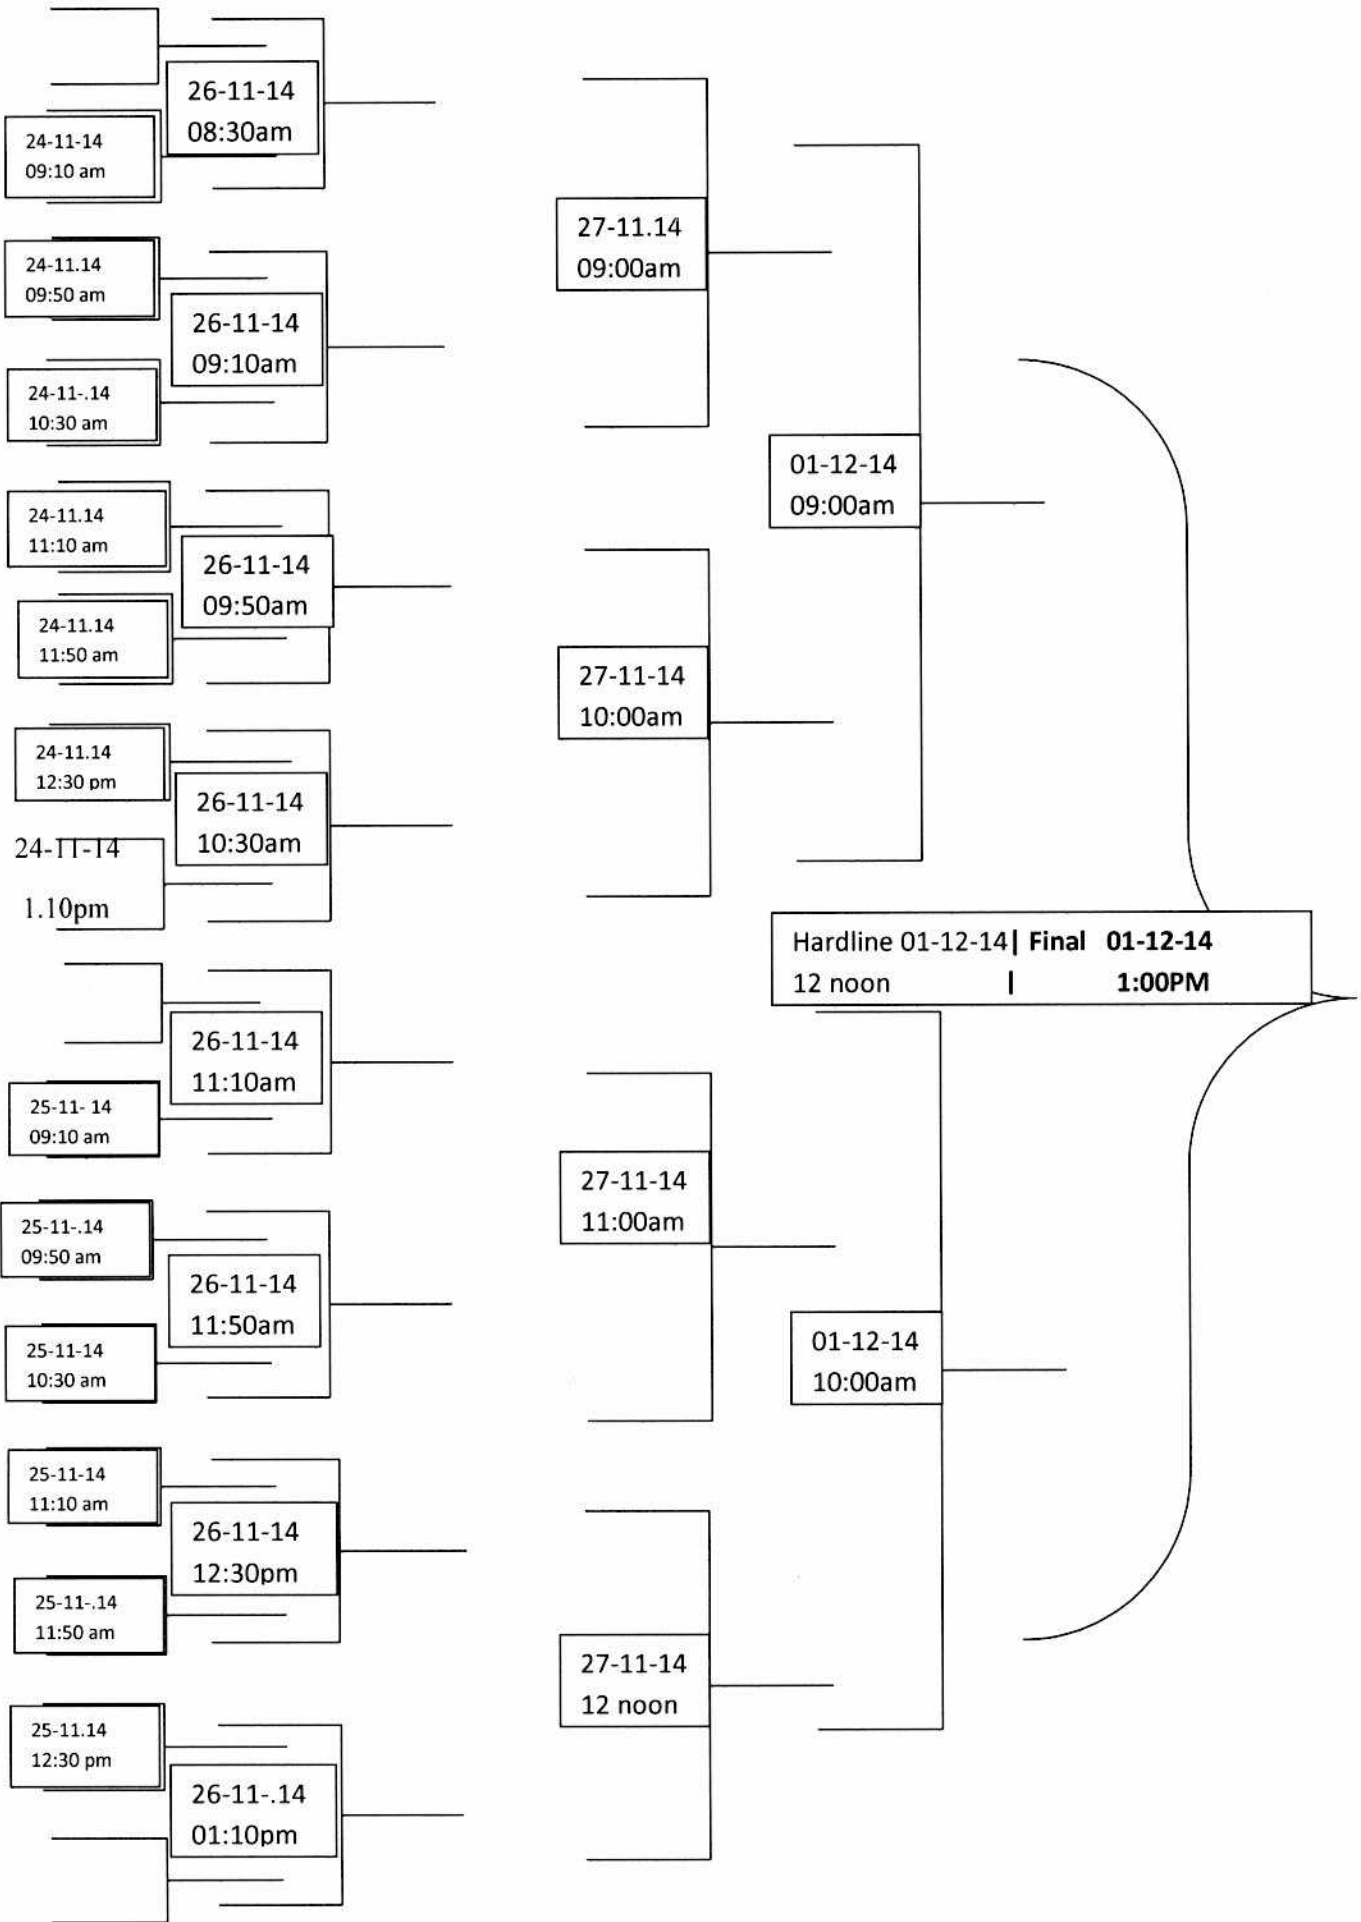 26-11-14
08:30am
24-11-14
09:10 am
24-11.14
09:50 am
26-11-14
09:10am
24-11-.14
10:30 am
24-11.14
11:10 am
26-11-14
09:50am
24-11.14
11:50 am
24-11.14
12:30 pm
26-11-14
10:30am
24-11-14
1.10pm
26-11-14
11:10am
25-11- 14
09:10 am
25-11-.14
09:50 am
26-11-14
11:50am
25-11-14
10:30 am
25-11-14
11:10 am
26-11-14
12:30pm
25-11-.14
11:50 am
25-11.14
12:30 pm
26-11-.14
01:10pm
27-11.14
09:00am
27-11-14
10:00am
27-11-14
11:00am
27-11-14
12 noon
01-12-14
09:00am
01-12-14
10:00am
Hardline 01-12-14| Final 01-12-14
12 noon | 1:00PM